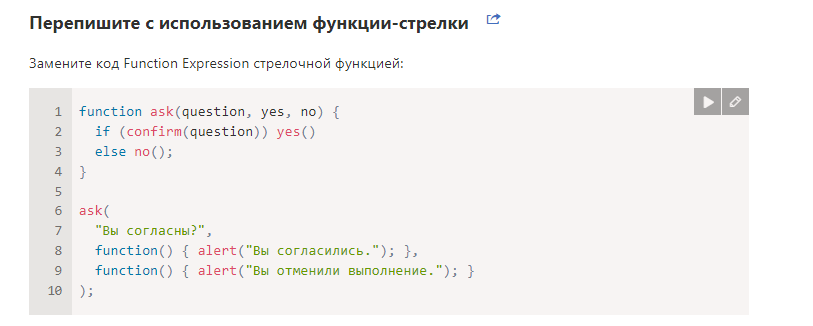 Перепишите с использованием функции-стрелки
Замените код Function Expression стрелочной функцией:
1 function ask(question, yes, no) {
2   if (confirm(question)) yes()
3   else no();
4 }
5
6 ask(
7   "Вы согласны?",
8   function() { alert("Вы согласились."); },
9   function() { alert("Вы отменили выполнение."); }
10 );